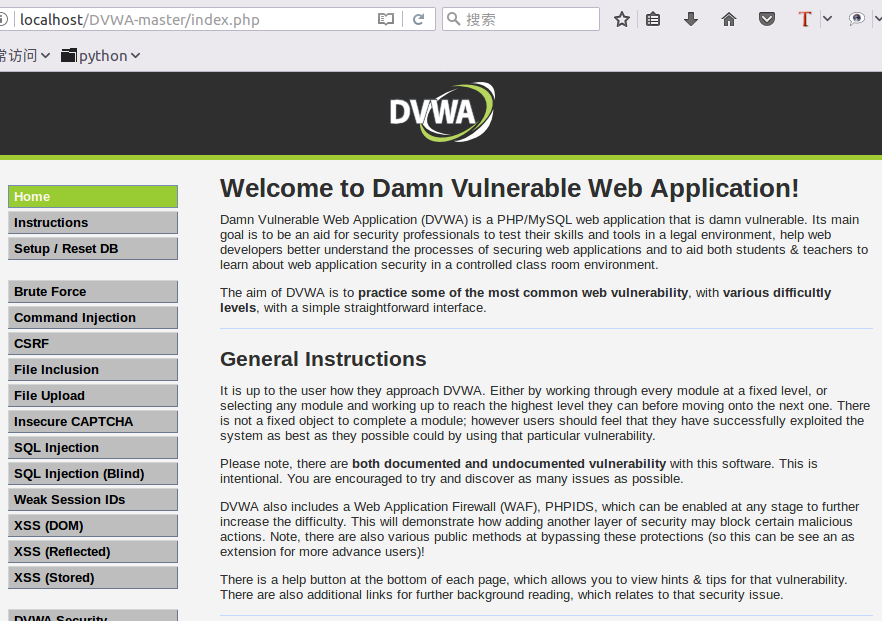 localhost/DVWA-master/index.php
搜索
常访问
python
DVWA
Home
Instructions
Setup / Reset DB
Brute Force
Command Injection
CSRF
File Inclusion
File Upload
Insecure CAPTCHA
SQL Injection
SQL Injection (Blind)
Weak Session IDs
XSS (DOM)
XSS (Reflected)
XSS (Stored)
DVWA Security
Welcome to Damn Vulnerable Web Application!
Damn Vulnerable Web Application (DVWA) is a PHP/MySQL web application that is damn vulnerable. Its main
goal is to be an aid for security professionals to test their skills and tools in a legal environment, help web
developers better understand the processes of securing web applications and to aid both students & teachers to
learn about web application security in a controlled class room environment.
The aim of DVWA is to practice some of the most common web vulnerability, with various difficultly
levels, with a simple straightforward interface.
General Instructions
It is up to the user how they approach DVWA. Either by working through every module at a fixed level, or
selecting any module and working up to reach the highest level they can before moving onto the next one. There
is not a fixed object to complete a module; however users should feel that they have successfully exploited the
system as best as they possible could by using that particular vulnerability.
Please note, there are both documented and undocumented vulnerability with this software. This is
intentional. You are encouraged to try and discover as many issues as possible.
DVWA also includes a Web Application Firewall (WAF), PHPIDS, which can be enabled at any stage to further
increase the difficulty. This will demonstrate how adding another layer of security may block certain malicious
actions. Note, there are also various public methods at bypassing these protections (so this can be see an as
extension for more advance users)!
There is a help button at the bottom of each page, which allows you to view hints & tips for that vulnerability.
There are also additional links for further background reading, which relates to that security issue.